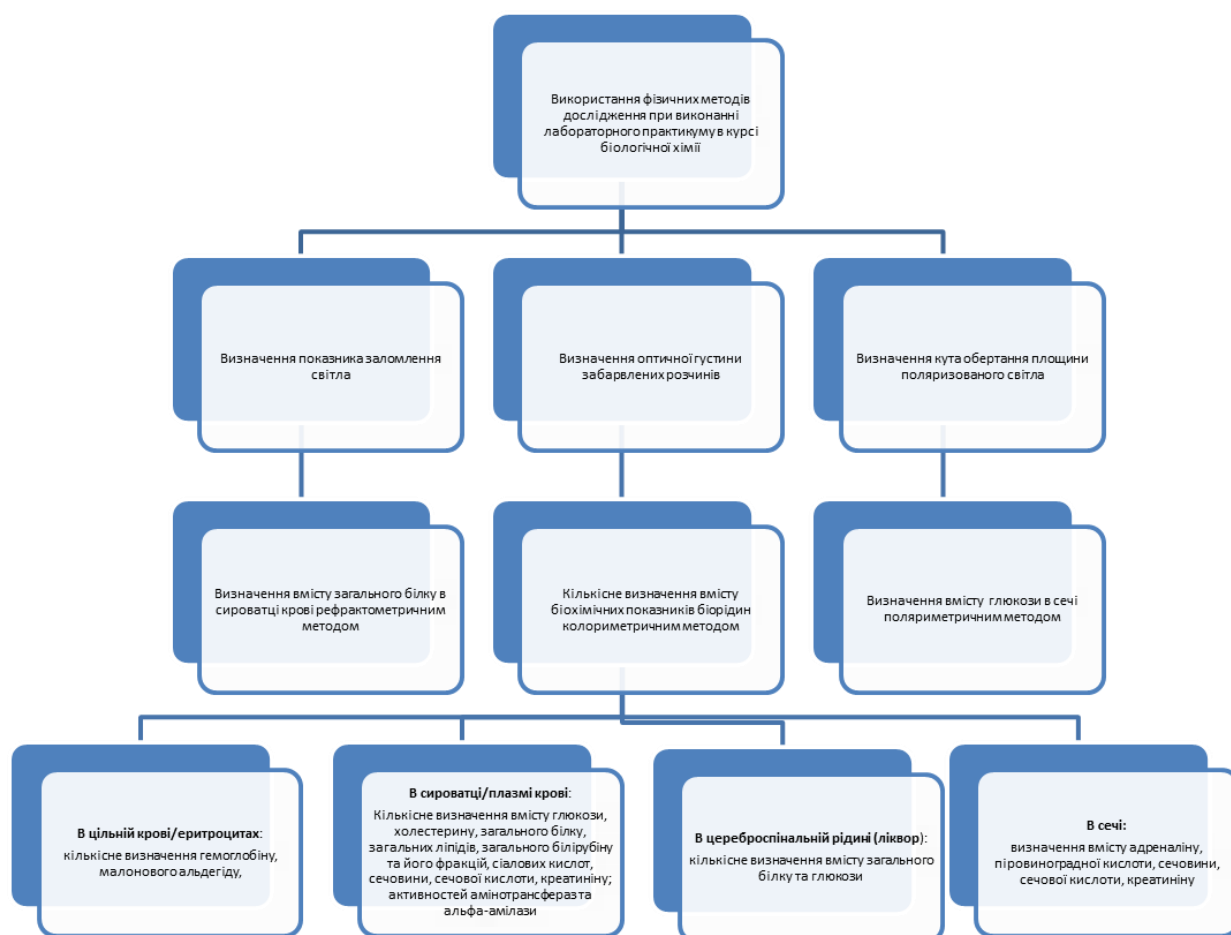 Використання фізичних методів
дослідження при виконанні
лабораторного практикуму в курсі
біологічної хімії
Визначення показника заломлення
світла
Визначення оптичної густини
забарвлених розчинів
Визначення кута обертання площини
поляризованого світла
Визначення вмісту загального білку в
сироватці крові рефрактометричним
методом
Кількісне визначення вмісту
біохімічних показників біорідин
колориметричним методом
Визначення вмісту глюкози в сечі
поляриметричним методом
В цільній крові/еритроцитах:
кількісне визначення гемоглобіну,
малонового альдегіду,
В сироватці/плазмі крові:
Кількісне визначення вмісту глюкози,
холестерину, загального білку,
загальних ліпідів, загального білірубіну
та його фракцій, сіалових кислот,
сечовини, сечової кислоти, креатиніну;
активностей амінотрансфераз та
альфа-амілази
В цереброспінальній рідині (ліквор):
кількісне визначення вмісту загального
білку та глюкози
В сечі:
визначення вмісту адреналіну,
піровиноградної кислоти, сечовини,
сечової кислоти, креатиніну